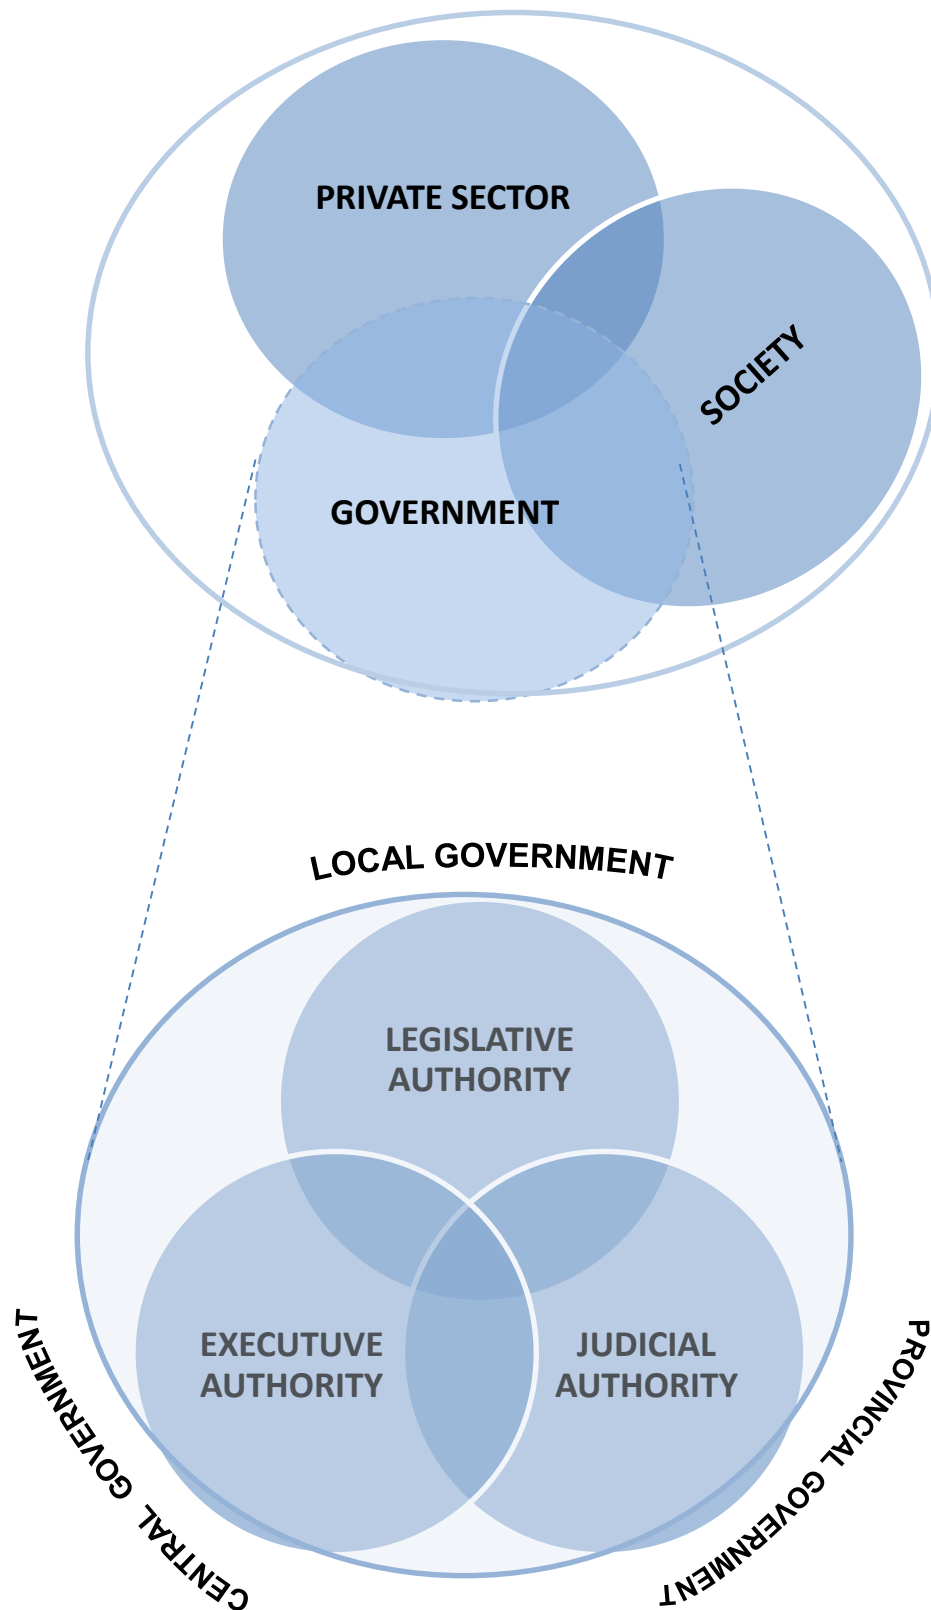 PRIVATE SECTOR
SOCIETY
GOVERNMENT
LOCAL GOVERNMENT
LEGISLATIVE
AUTHORITY
EXECUTUVE
AUTHORITY
JUDICIAL
AUTHORITY
CENTRAL GOVERNMENT
PROVINCIAL GOVERNMENT